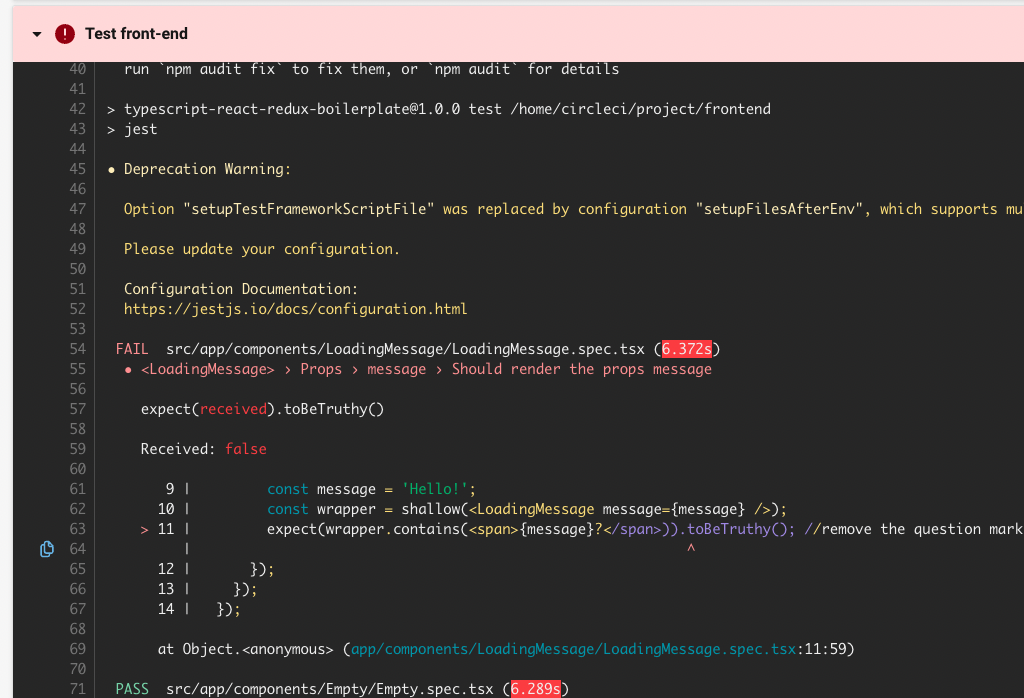 Test front-end
40 run `npm audit fix` to fix them, or `npm audit` for details
41
42 > typescript-react-redux-boilerplate@1.0.0 test /home/circleci/project/frontend
43 > jest
44
45 ● Deprecation Warning:
46
47 Option "setupTestFrameworkScriptFile" was replaced by configuration "setupFilesAfterEnv", which supports mu
48
49 Please update your configuration.
50
51 Configuration Documentation:
52 https://jestjs.io/docs/configuration.html
53
54 FAIL src/app/components/LoadingMessage/LoadingMessage.spec.tsx (6.372s)
55 ● <LoadingMessage> › Props › message › Should render the props message
56
57 expect(received).toBeTruthy()
58
59 Received: false
60
61 9 | const message = 'Hello!';
62 10 | const wrapper = shallow(<LoadingMessage message={message} />);
63 > 11 | expect(wrapper.contains(<span>{message}?</span>)).toBeTruthy(); //remove the question mark
64 | ^
65 12 | });
66 13 | });
67 14 | });
68
69 at Object.<anonymous> (app/components/LoadingMessage/LoadingMessage.spec.tsx:11:59)
70
71 PASS src/app/components/Empty/Empty.spec.tsx (6.289s)